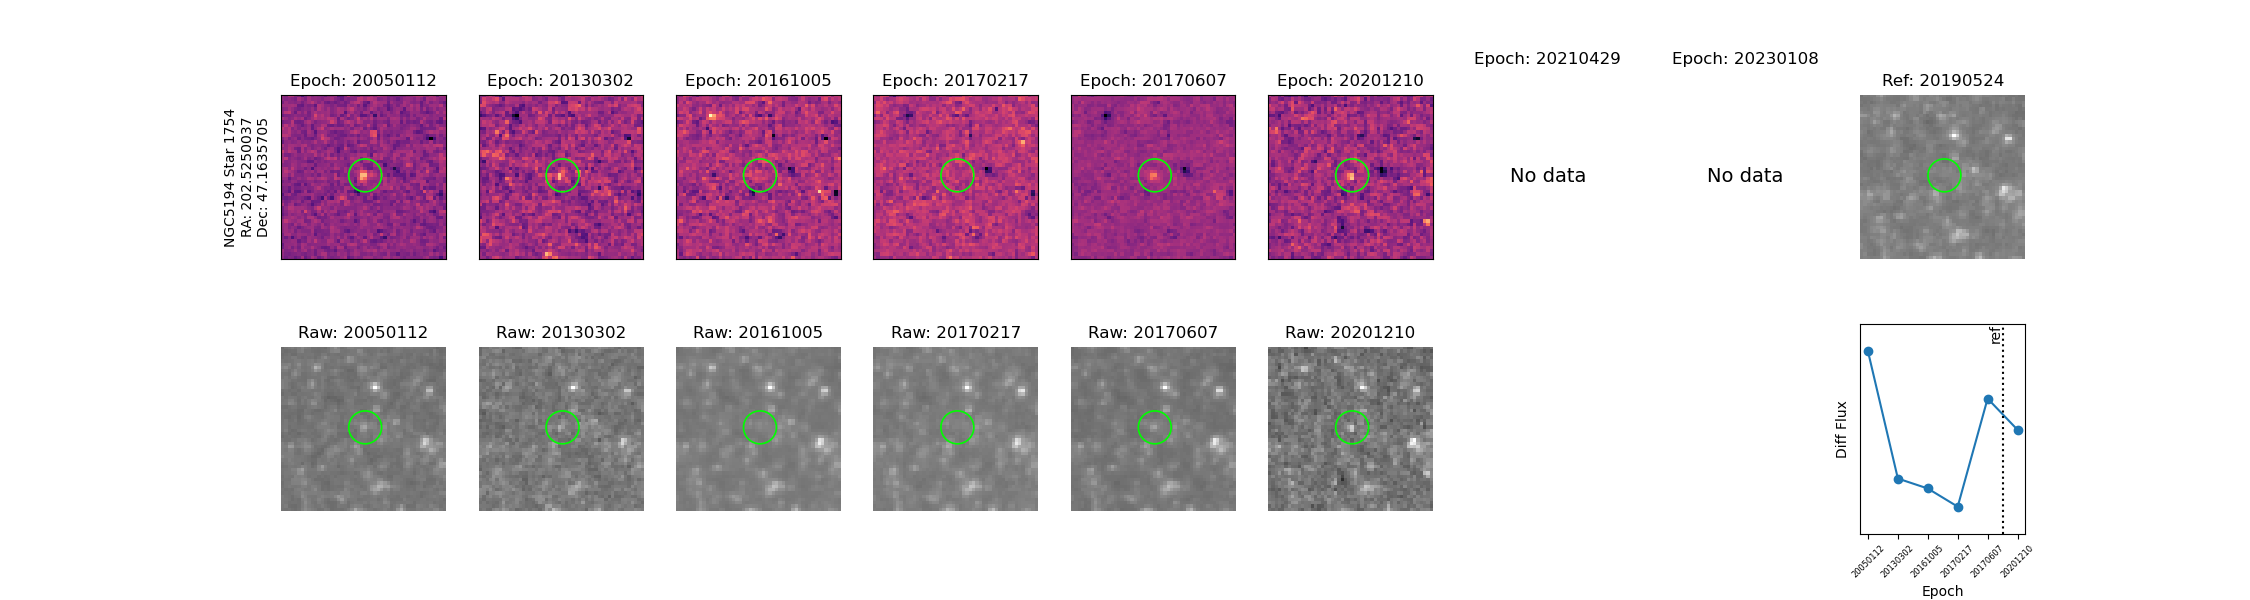 NGC5194 Star 1754
RA: 202.5250037
Dec: 47.1635705
Epoch: 20050112
Epoch: 20130302
Epoch: 20161005
Epoch: 20170217
Epoch: 20170607
Epoch: 20201210
Epoch: 20210429
Epoch: 20230108
Ref: 20190524
No data
No data
Raw: 20050112
Raw: 20130302
Raw: 20161005
Raw: 20170217
Raw: 20170607
Raw: 20201210
ref
Diff Flux
20050112
20130302
20161005
20170217
20170607
20201210
Epoch